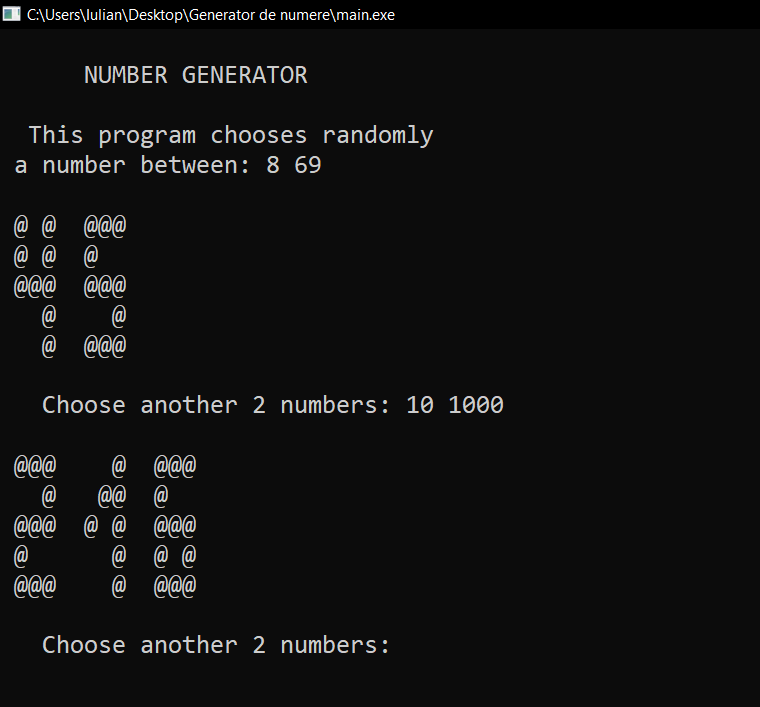 C:\Users\Iulian\Desktop\Generator de numere\main.exe
NUMBER GENERATOR
This program chooses randomly
a number between: 8 69
@ @  @@@
@ @  @
@@@  @@@
  @    @
  @  @@@
Choose another 2 numbers: 10 1000
@@@    @  @@@
  @   @@  @
@@@  @ @  @@@
@      @  @ @
@@@    @  @@@
Choose another 2 numbers: